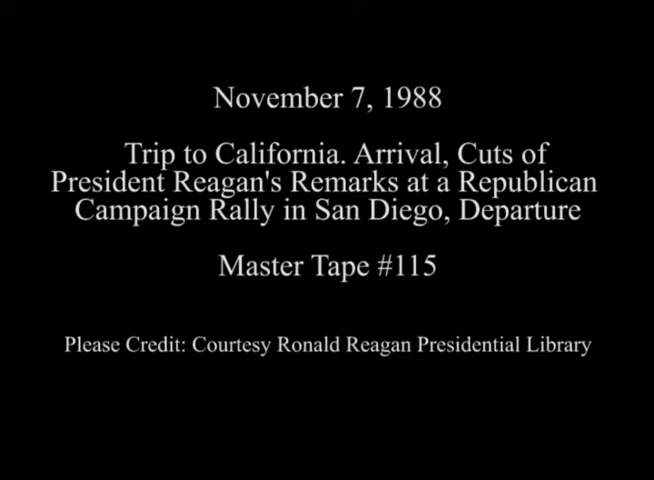 November 7, 1988
Trip to California. Arrival, Cuts of
President Reagan's Remarks at a Republican
Campaign Rally in San Diego, Departure
Master Tape #115
Please Credit: Courtesy Ronald Reagan Presidential Library